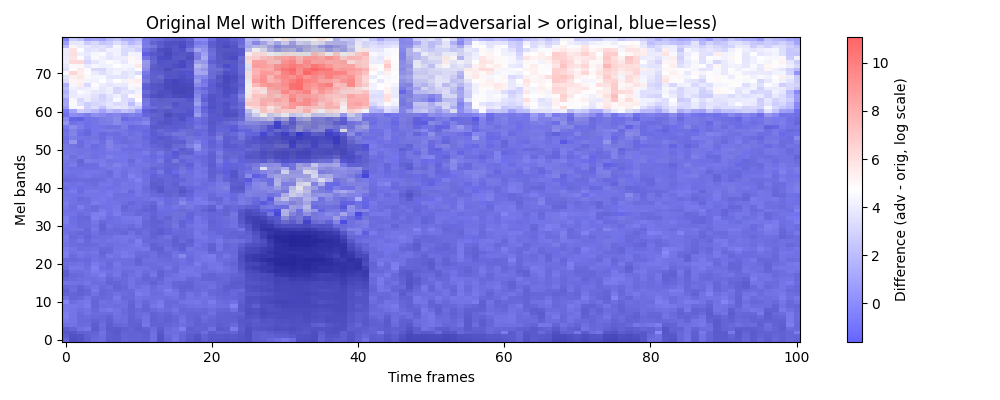 Original Mel with Differences (red=adversarial > original, blue=less)
Mel bands
70
60
50
40
30
20
10
0
0 20 40 60 80 100
Time frames
10
8
6
4
2
0
Difference (adv - orig, log scale)